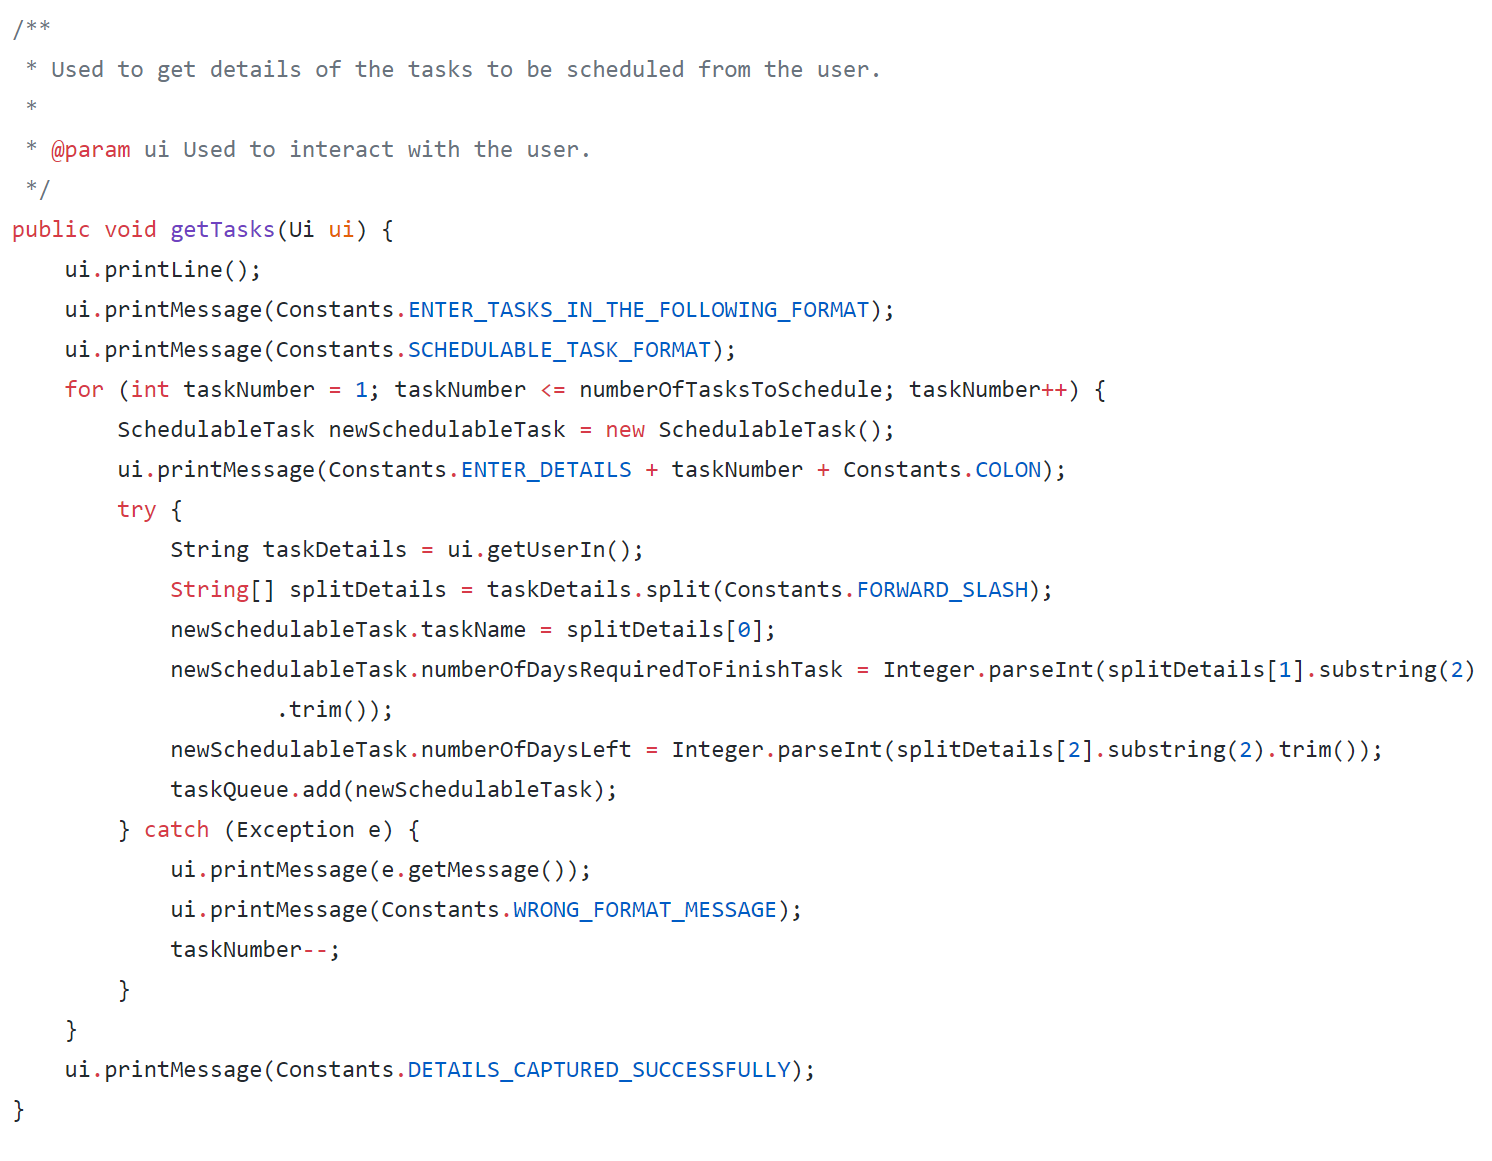 /**
 * Used to get details of the tasks to be scheduled from the user.
 *
 * @param ui Used to interact with the user.
 */
public void getTasks(Ui ui) {
    ui.printLine();
    ui.printMessage(Constants.ENTER_TASKS_IN_THE_FOLLOWING_FORMAT);
    ui.printMessage(Constants.SCHEDULABLE_TASK_FORMAT);
    for (int taskNumber = 1; taskNumber <= numberOfTasksToSchedule; taskNumber++) {
        SchedulableTask newSchedulableTask = new SchedulableTask();
        ui.printMessage(Constants.ENTER_DETAILS + taskNumber + Constants.COLON);
        try {
            String taskDetails = ui.getUserIn();
            String[] splitDetails = taskDetails.split(Constants.FORWARD_SLASH);
            newSchedulableTask.taskName = splitDetails[0];
            newSchedulableTask.numberOfDaysRequiredToFinishTask = Integer.parseInt(splitDetails[1].substring(2)
                    .trim());
            newSchedulableTask.numberOfDaysLeft = Integer.parseInt(splitDetails[2].substring(2).trim());
            taskQueue.add(newSchedulableTask);
        } catch (Exception e) {
            ui.printMessage(e.getMessage());
            ui.printMessage(Constants.WRONG_FORMAT_MESSAGE);
            taskNumber--;
        }
    }
    ui.printMessage(Constants.DETAILS_CAPTURED_SUCCESSFULLY);
}